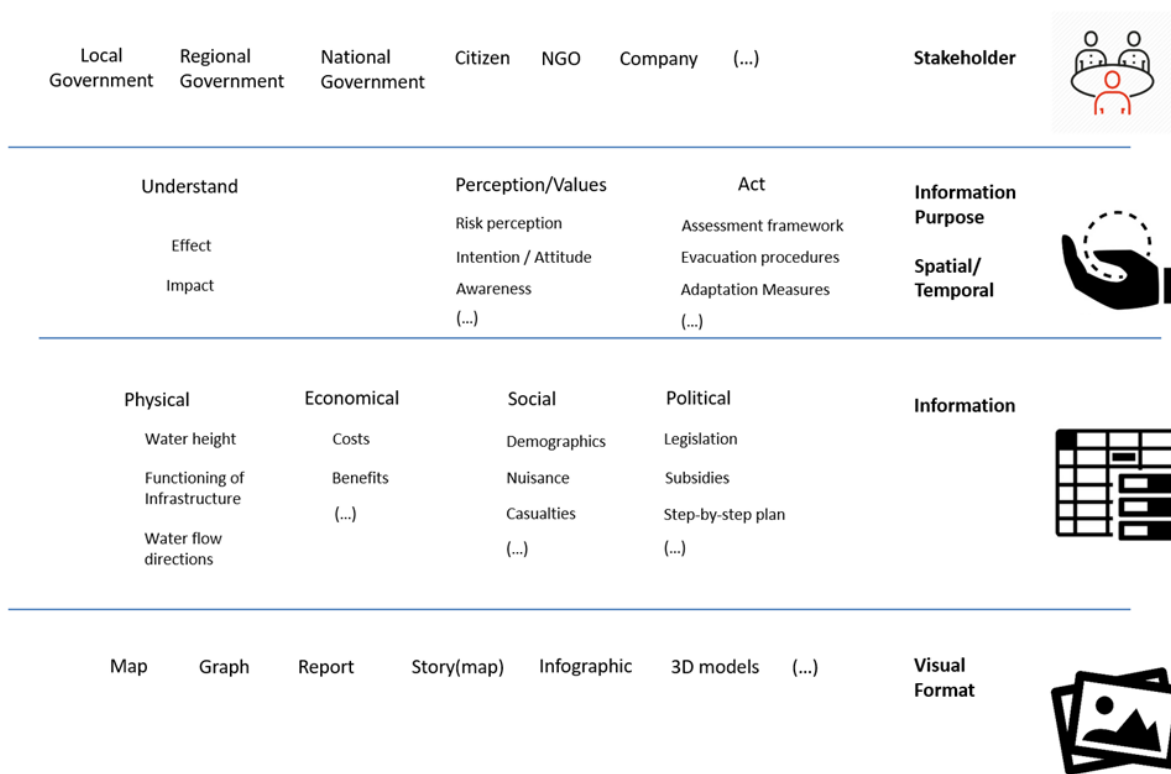 Local Government
Regional Government
National Government
Citizen
NGO
Company
(...)
Stakeholder
Understand
Effect
Impact
Perception/Values
Risk perception
Intention / Attitude
Awareness
(...)
Act
Assessment framework
Evacuation procedures
Adaptation Measures
(...)
Information
Purpose
Spatial/
Temporal
Physical
Water height
Functioning of
Infrastructure
Water flow
directions
Economical
Costs
Benefits
(...)
Social
Demographics
Nuisance
Casualties
(...)
Political
Legislation
Subsidies
Step-by-step plan
(...)
Information
Map
Graph
Report
Story(map)
Infographic
3D models
(...)
Visual
Format